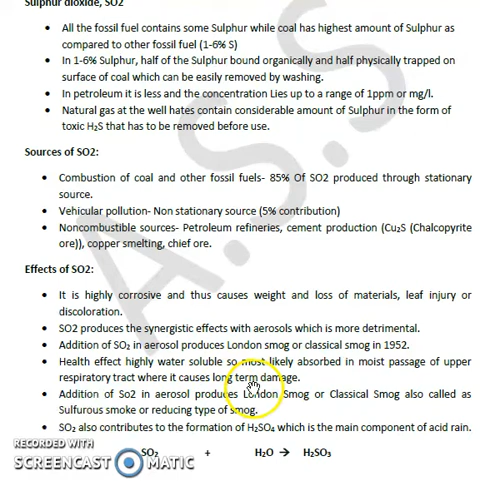 Sulphur dioxide, SO2
• All the fossil fuel contains some Sulphur while coal has highest amount of Sulphur as
compared to other fossil fuel (1-6% S)
• In 1-6% Sulphur, half of the Sulphur bound organically and half physically trapped on
surface of coal which can be easily removed by washing.
• In petroleum it is less and the concentration Lies up to a range of 1ppm or mg/l.
• Natural gas at the well hates contain considerable amount of Sulphur in the form of
toxic H₂S that has to be removed before use.
Sources of SO2:
• Combustion of coal and other fossil fuels- 85% Of SO2 produced through stationary
source.
• Vehicular pollution- Non stationary source (5% contribution)
• Noncombustible sources- Petroleum refineries, cement production (Cu₂S (Chalcopyrite
ore)), copper smelting, chief ore.
Effects of SO2:
• It is highly corrosive and thus causes weight and loss of materials, leaf injury or
discoloration.
• SO2 produces the synergistic effects with aerosols which is more detrimental.
• Addition of SO₂ in aerosol produces London smog or classical smog in 1952.
• Health effect highly water soluble so most likely absorbed in moist passage of upper
respiratory tract where it causes long term damage.
• Addition of So2 in aerosol produces London Smog or Classical Smog also called as
Sulfurous smoke or reducing type of smog.
• SO₂ also contributes to the formation of H₂SO₄ which is the main component of acid rain.
SO₂ + H₂O → H₂SO₃
A.S.S
RECORDED WITH
SCREENCAST MATIC